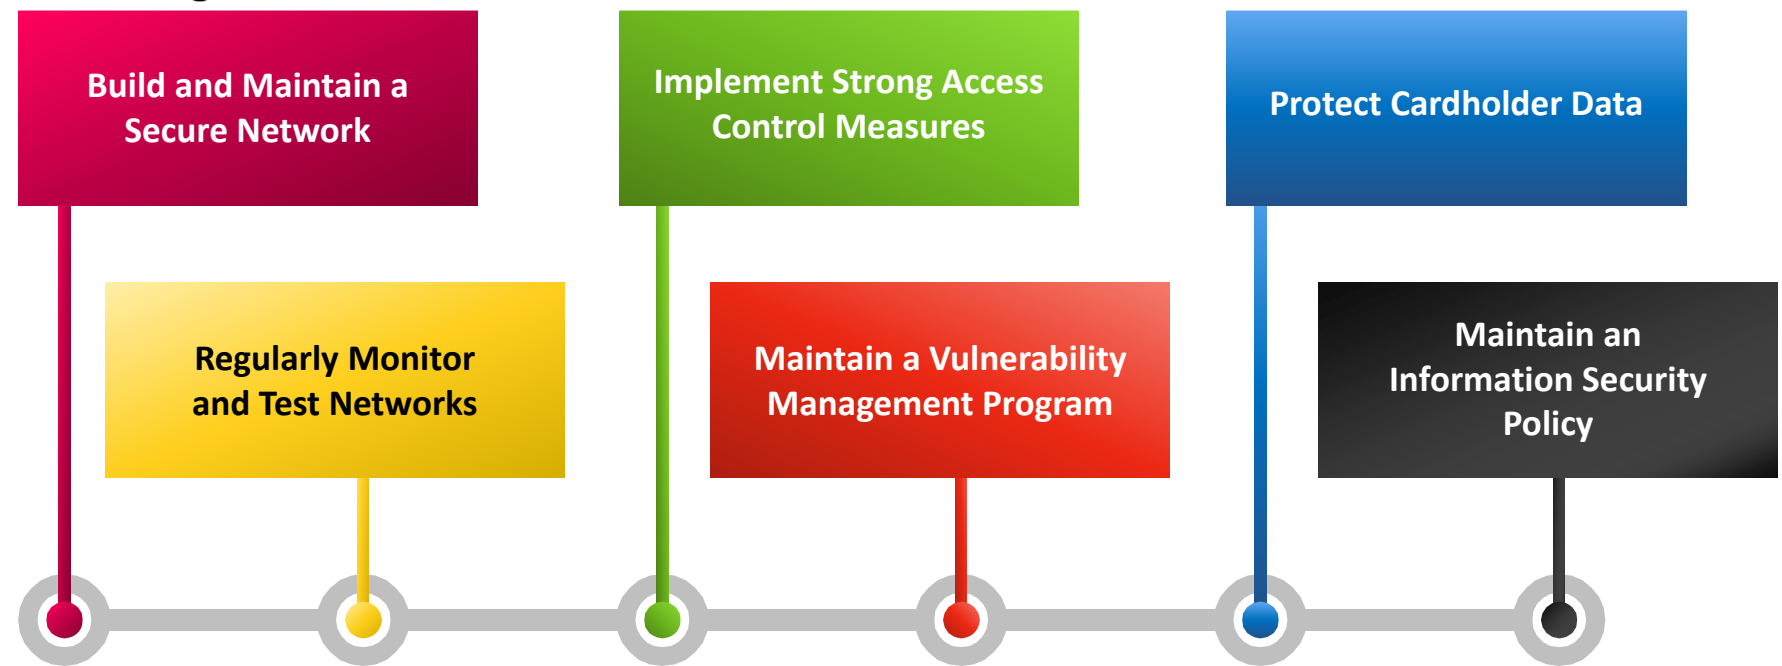 Build and Maintain a
Secure Network
Implement Strong Access
Control Measures
Protect Cardholder Data
Regularly Monitor
and Test Networks
Maintain a Vulnerability
Management Program
Maintain an
Information Security
Policy